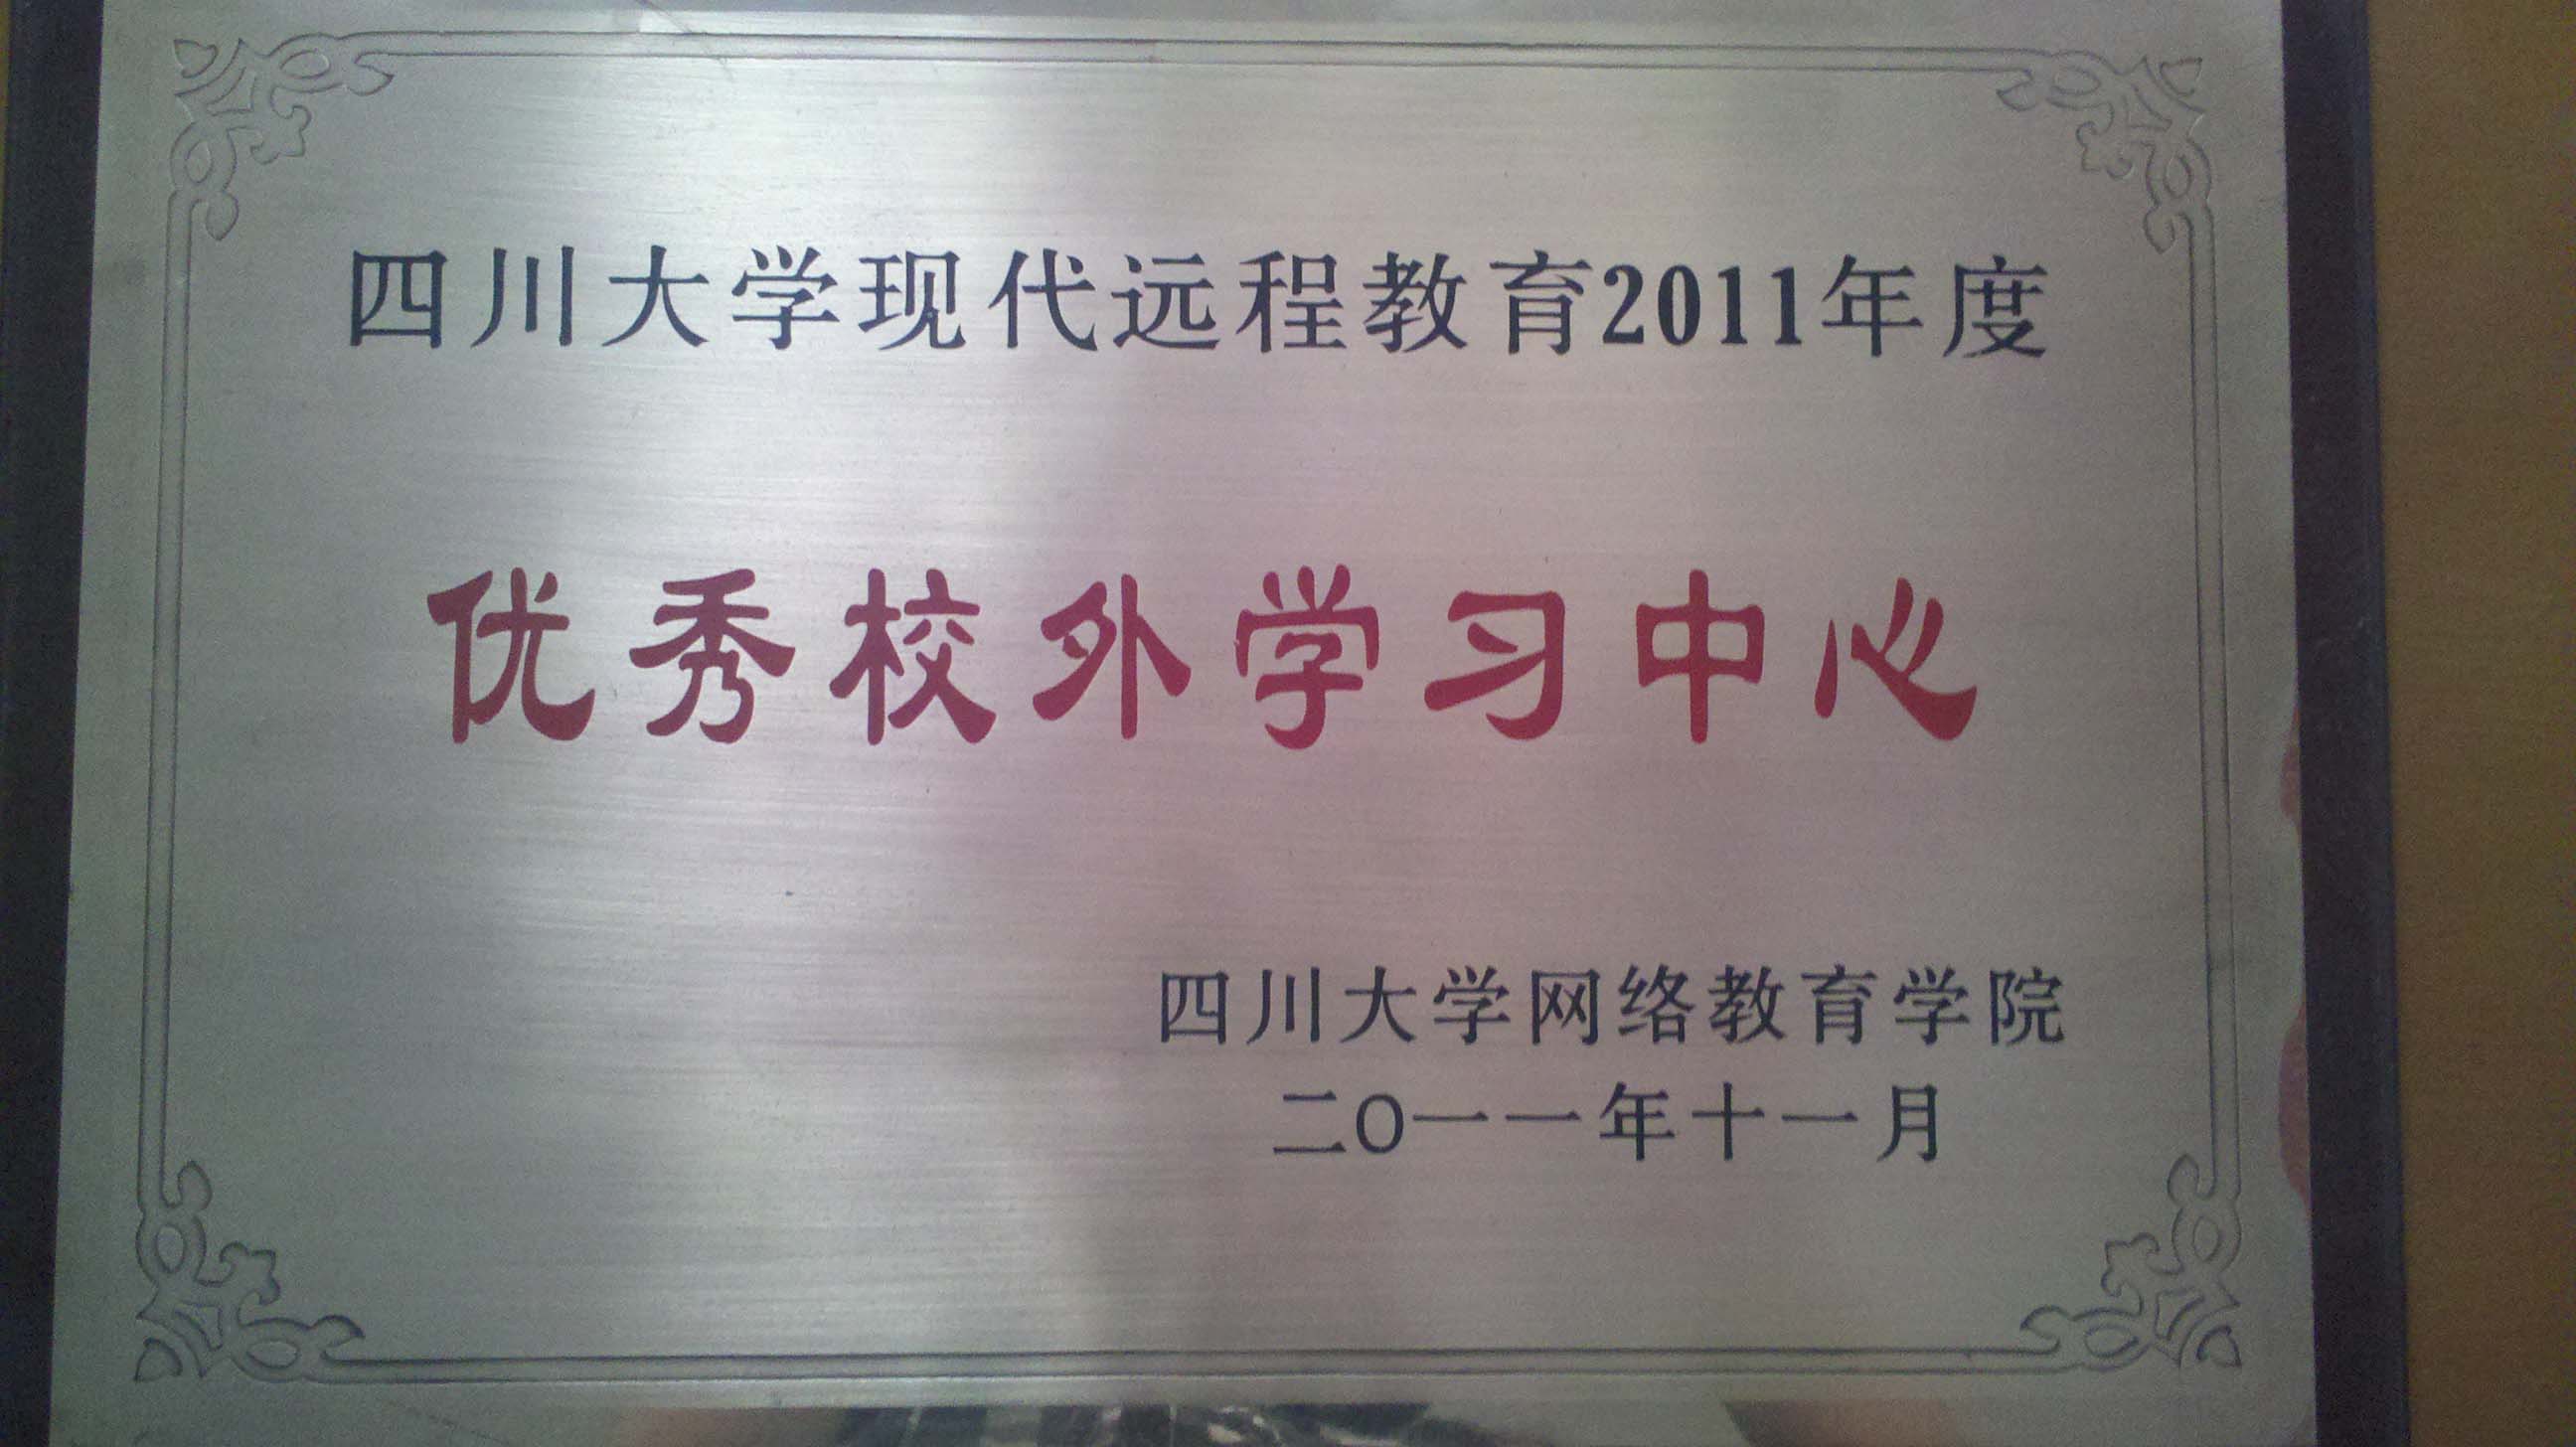 四川大学现代远程教育2011年度
优秀校外学习中心
四川大学网络教育学院
二O一一年十一月